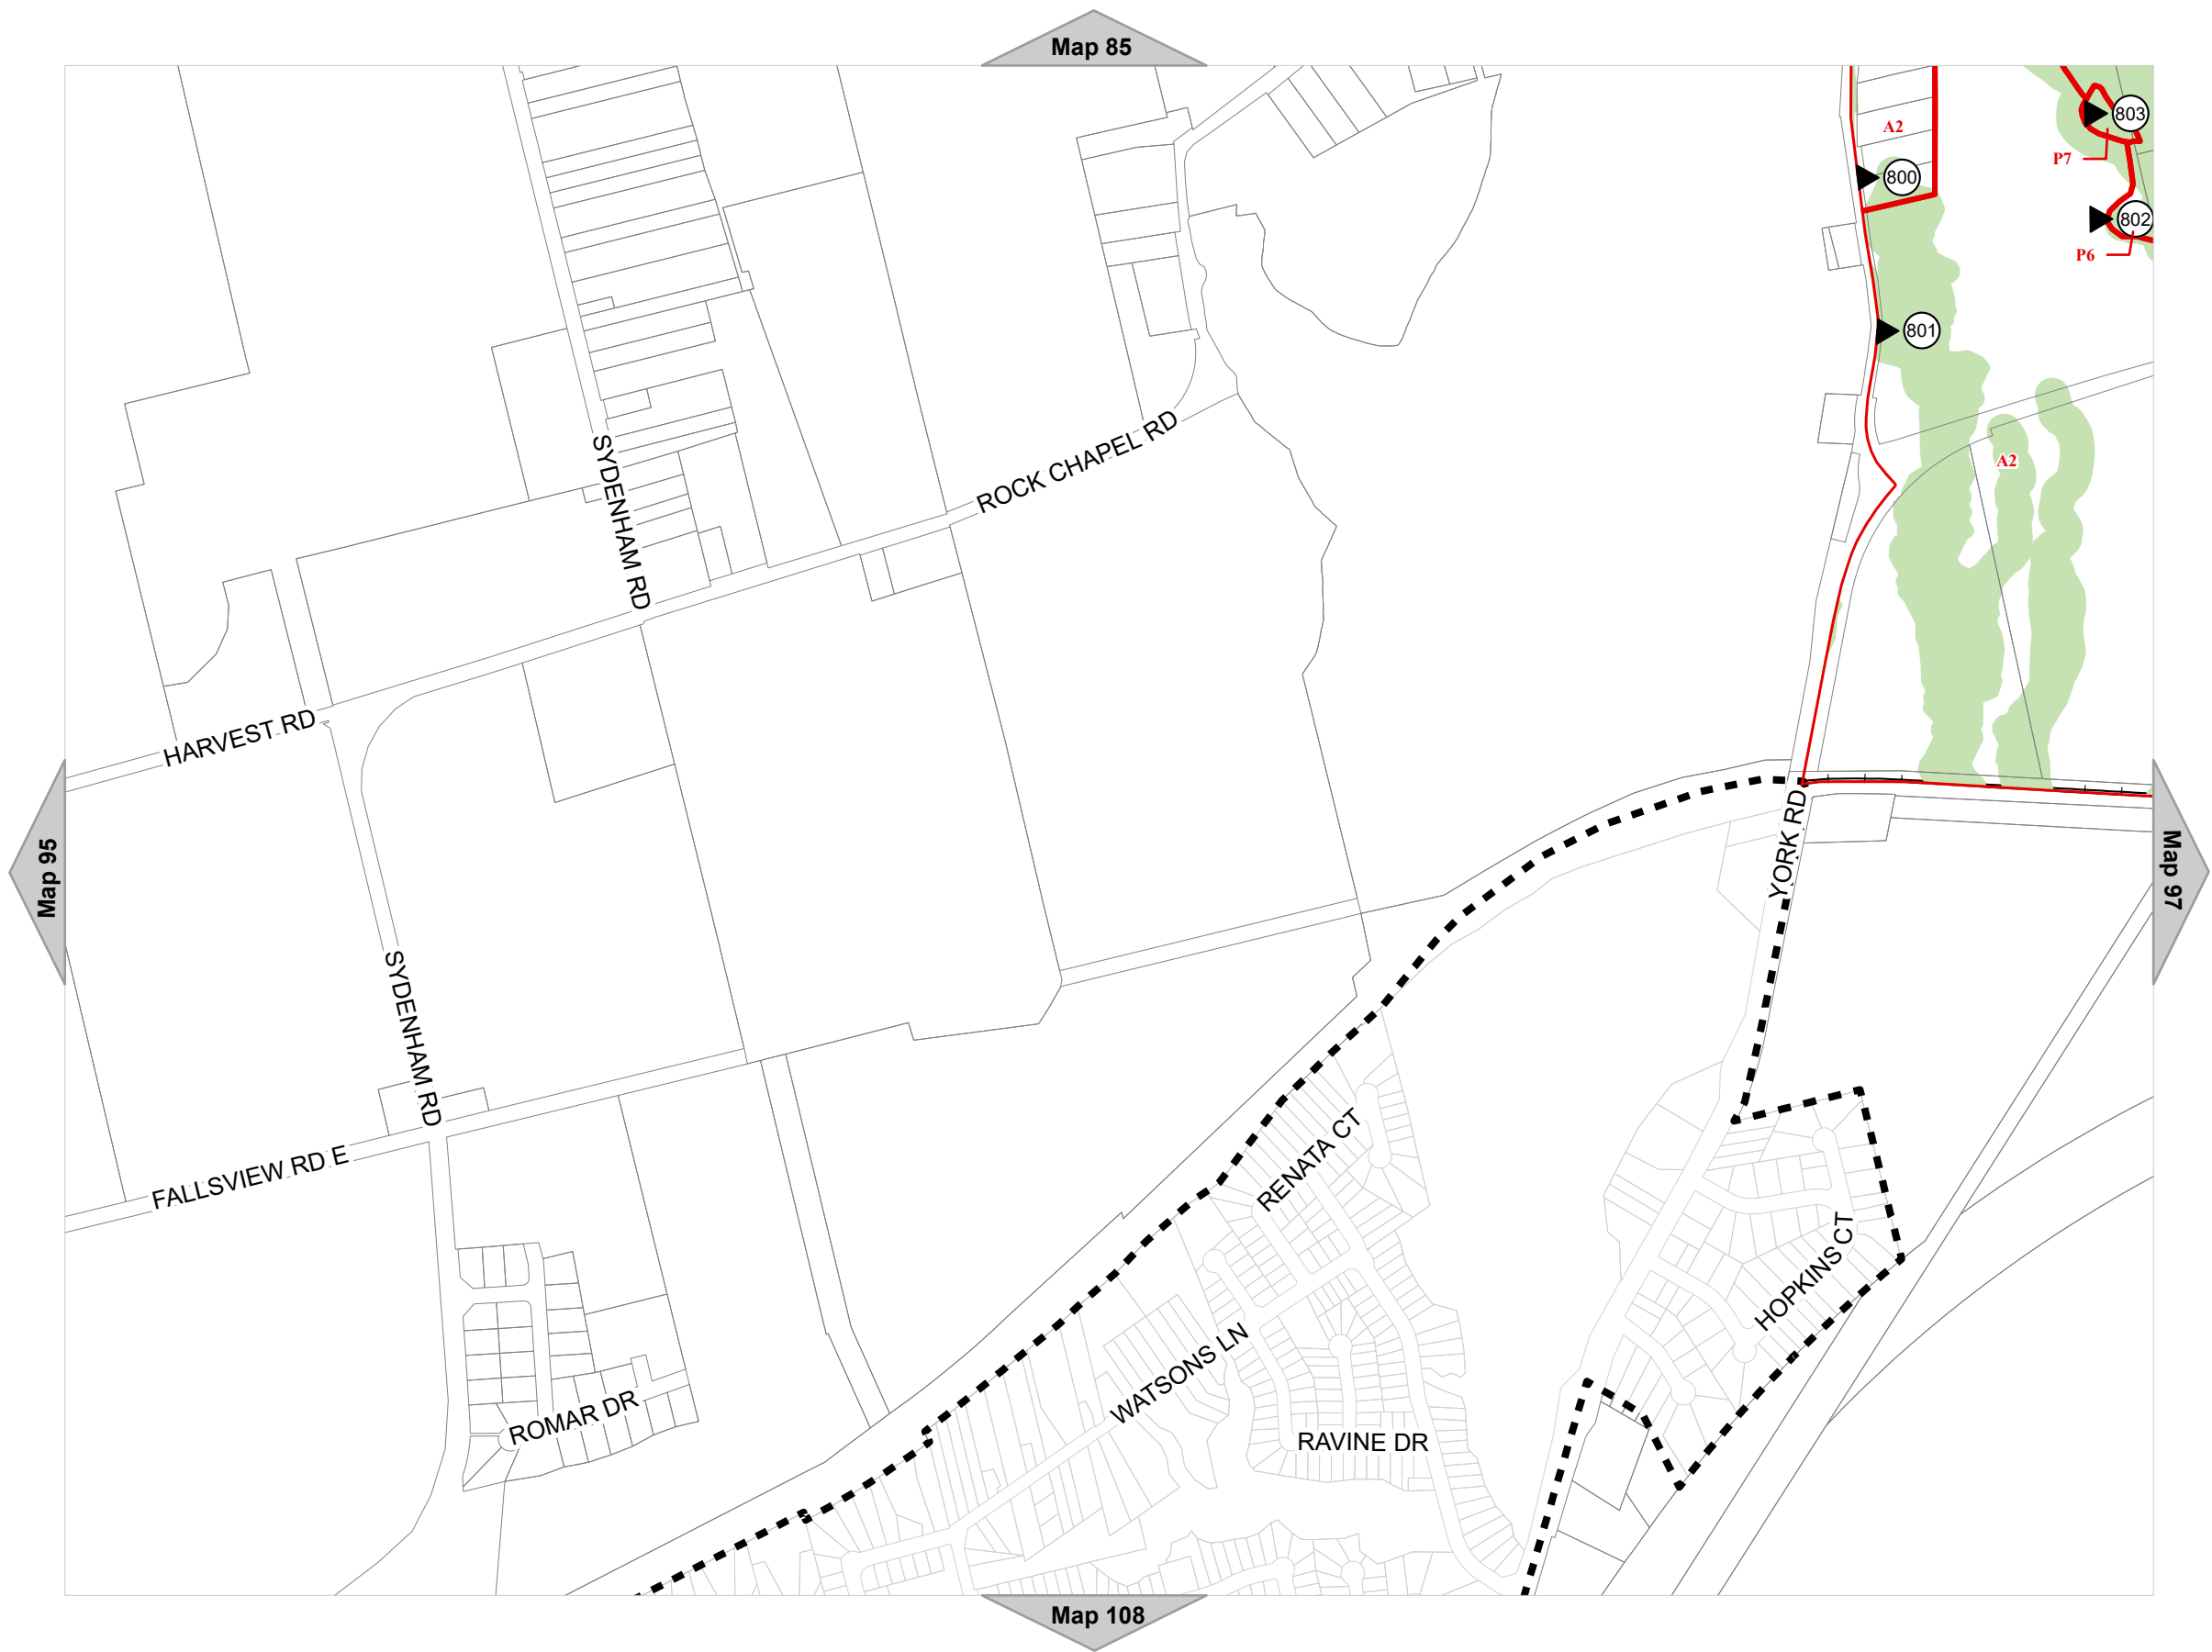 Map 85
803
A2
P7
800
802
P6
801
SYDENHAM RD
ROCK CHAPEL RD
A2
HARVEST RD
YORK RD
Map 95
Map 97
SYDENHAM RD
FALLSVIEW RD E
RENATA CT
HOPKINS CT
WATSONS LN
ROMAR DR
RAVINE DR
Map 108